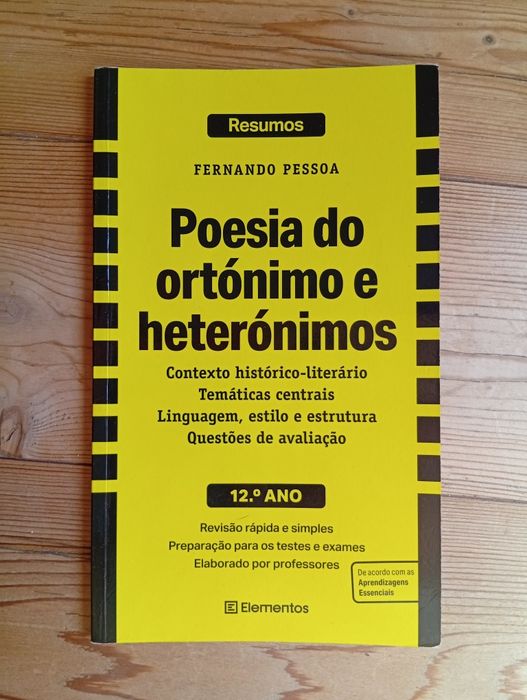 Resumos
FERNANDO PESSOA
Poesia do
ortónimo e
heterónimos
Contexto histórico-literário
Temáticas centrais
Linguagem, estilo e estrutura
Questões de avaliação
12.º ANO
Revisão rápida e simples
Preparação para os testes e exames
Elaborado por professores
De acordo com as
Aprendizagens
Essenciais
E Elementos